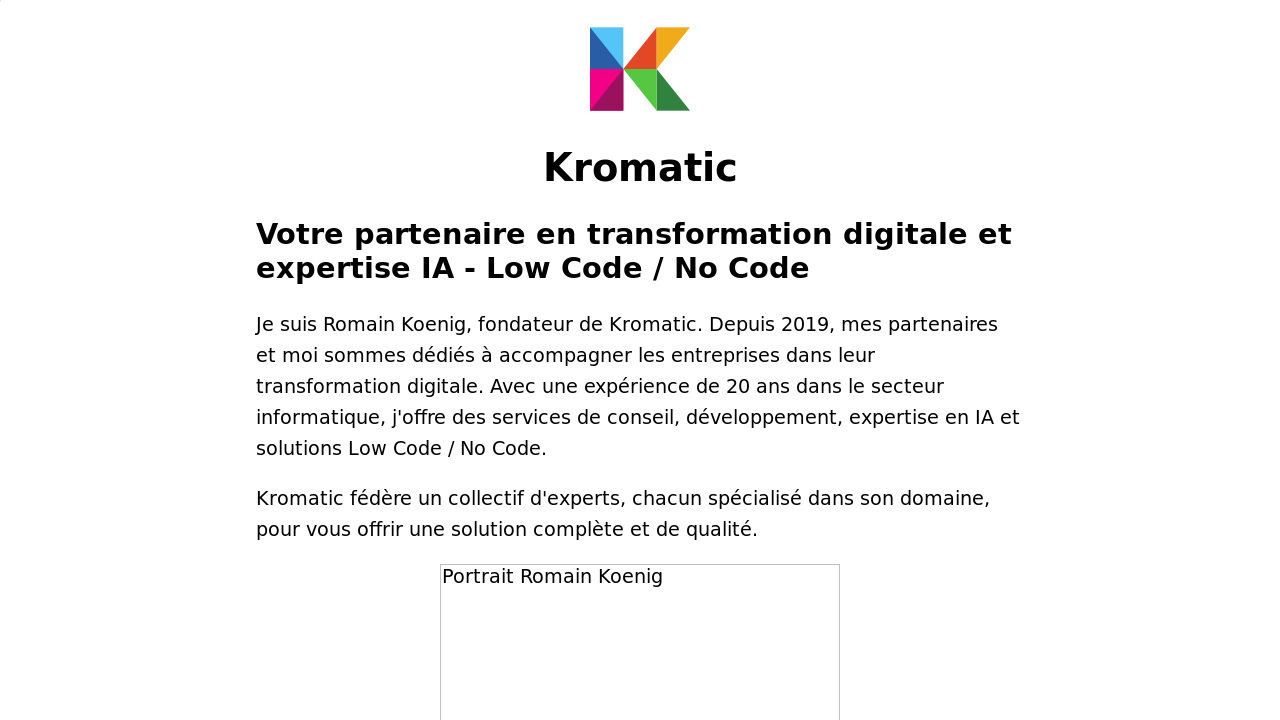 Kromatic
Votre partenaire en transformation digitale et
expertise IA - Low Code / No Code
Je suis Romain Koenig, fondateur de Kromatic. Depuis 2019, mes partenaires
et moi sommes dédiés à accompagner les entreprises dans leur
transformation digitale. Avec une expérience de 20 ans dans le secteur
informatique, j'offre des services de conseil, développement, expertise en IA et
solutions Low Code / No Code.
Kromatic fédère un collectif d'experts, chacun spécialisé dans son domaine,
pour vous offrir une solution complète et de qualité.
Portrait Romain Koenig